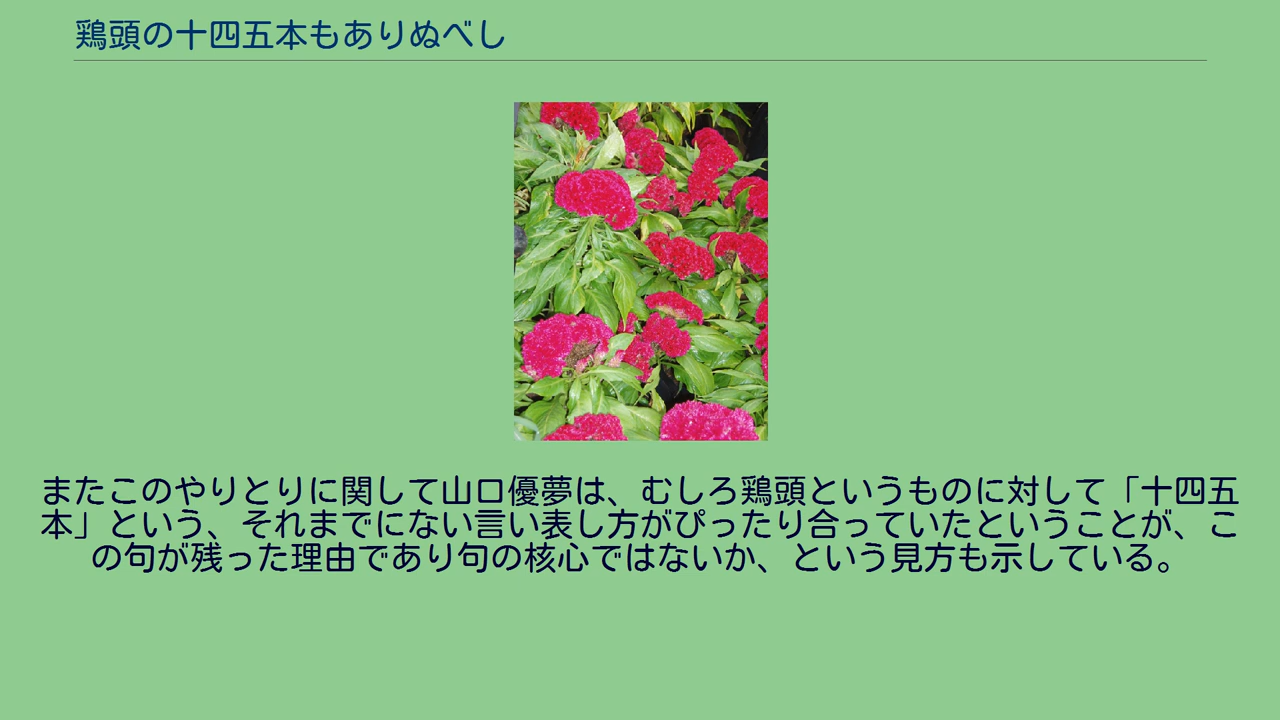 鶏頭の十四五本もありぬべし
またこのやりとりに関して山口優夢は、むしろ鶏頭というものに対して「十四五
本」という、それまでにない言い表し方がぴったり合っていたということが、こ
の句が残った理由であり句の核心ではないか、という見方も示している。